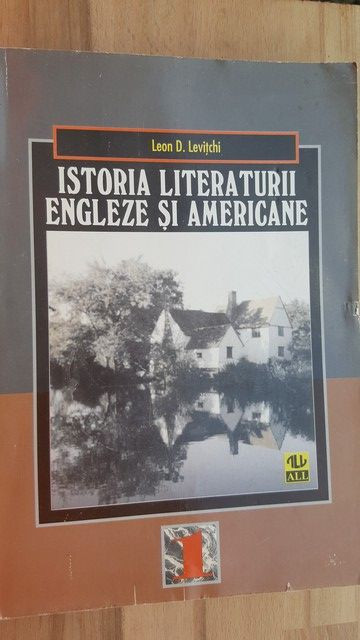 Leon D. Levițchi
ISTORIA LITERATURII
ENGLEZE ȘI AMERICANE
ALL
1